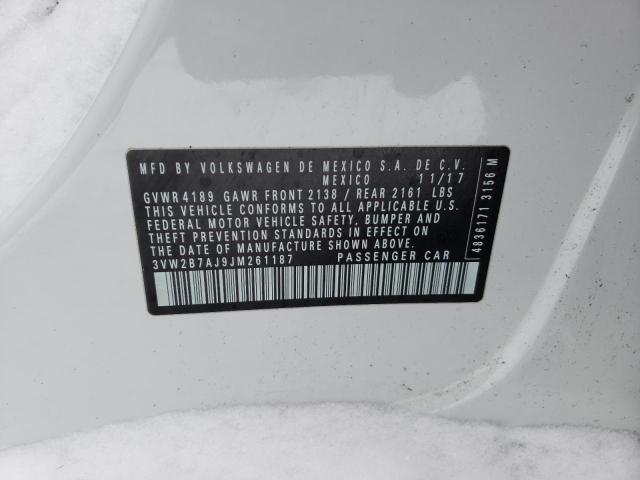 MFD BY VOLKSWAGEN DE MEXICO S.A. DE C.V.
MEXICO 11/17
GVWR 4189 GAWR FRONT 2138 / REAR 2161 LBS
THIS VEHICLE CONFORMS TO ALL APPLICABLE U.S.
FEDERAL MOTOR VEHICLE SAFETY, BUMPER AND
THEFT PREVENTION STANDARDS IN EFFECT ON
THE DATE OF MANUFACTURE SHOWN ABOVE.
3VW2B7AJ9JM261187 PASSENGER CAR
4836171 3156 M